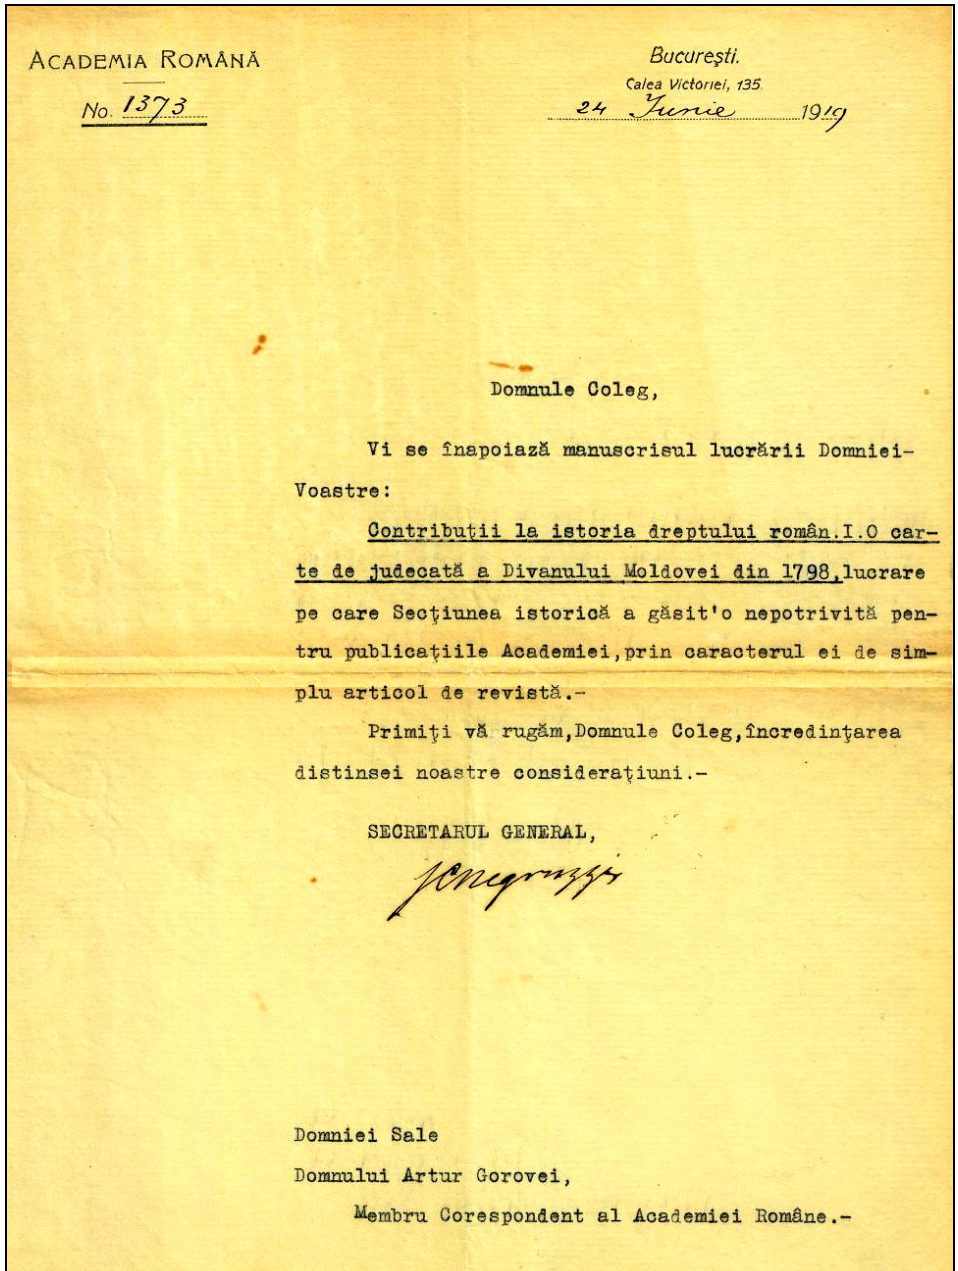 ACADEMIA ROMÂNĂ
No. 1373
Bucureşti.
Calea Victoriei, 135.
24 Iunie 1919
Domnule Coleg,
Vi se înapoiază manuscrisul lucrării Domniei-
Voastre:
Contribuţii la istoria dreptului român.I.O car-
te de judecată a Divanului Moldovei din 1798,lucrare
pe care Secţiunea istorică a găsit'o nepotrivită pen-
tru publicaţiile Academiei,prin caracterul ei de sim-
plu articol de revistă.-
Primiţi vă rugăm,Domnule Coleg,încredinţarea
distinsei noastre consideraţiuni.-
SECRETARUL GENERAL,
ICNegruzzi
Domniei Sale
Domnului Artur Gorovei,
Membru Corespondent al Academiei Române.-